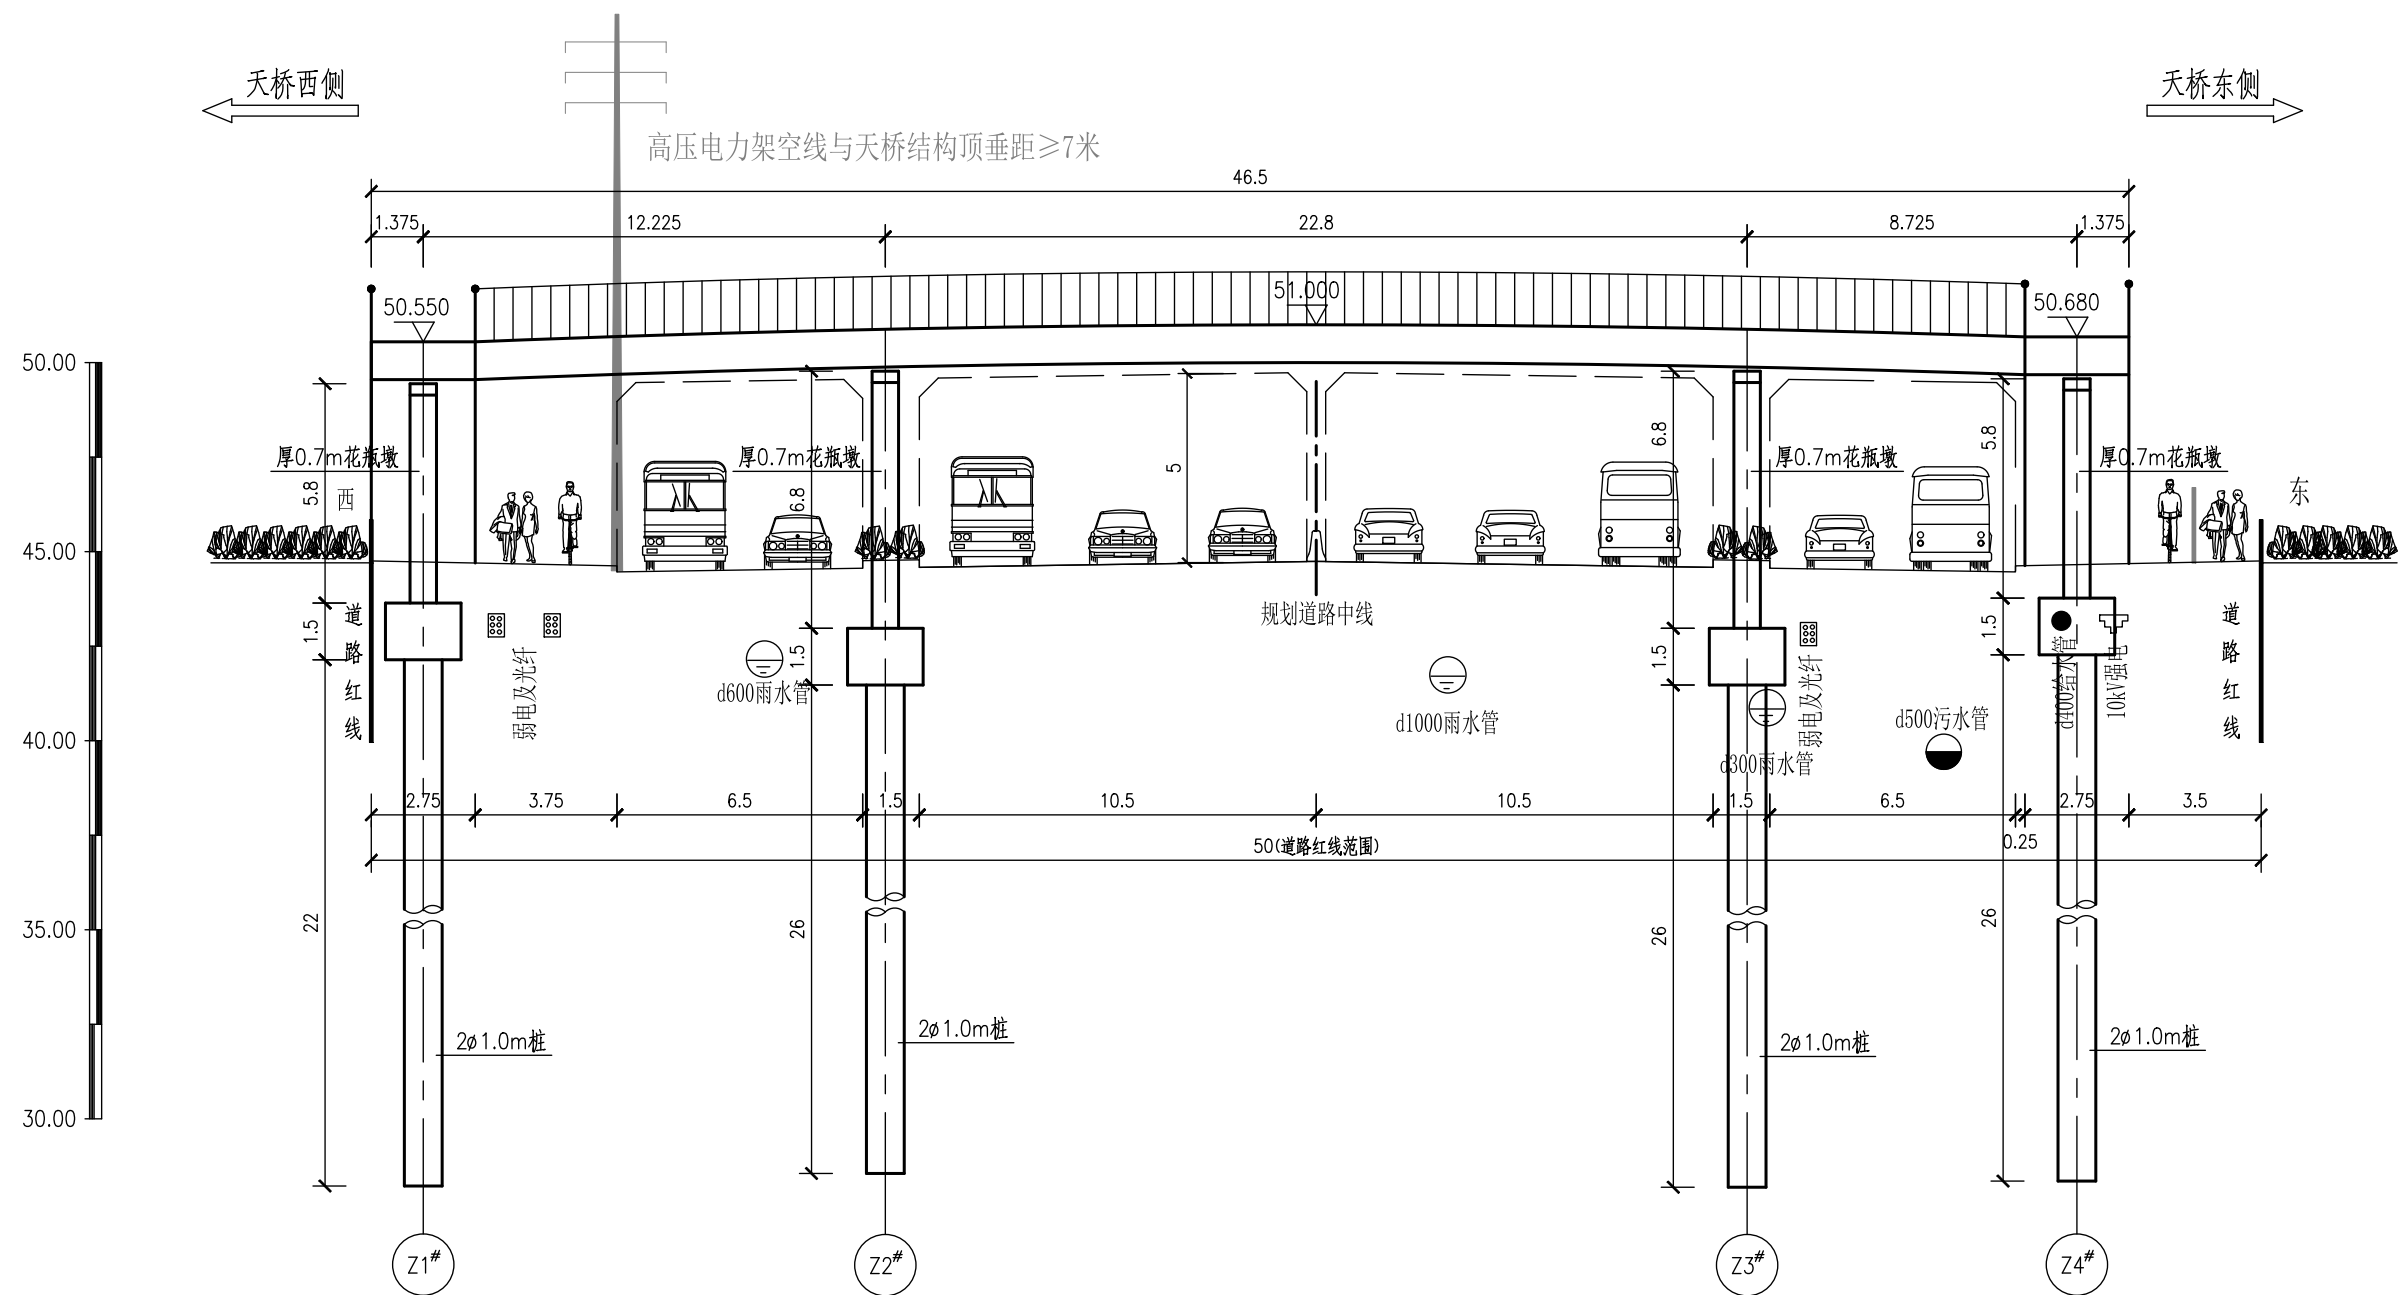 天桥西侧
天桥东侧
高压电力架空线与天桥结构顶垂距≥7米
46.5
1.375
12.225
22.8
8.725
1.375
50.550
51.000
50.680
50.00
45.00
40.00
35.00
30.00
厚0.7m花瓶墩
厚0.7m花瓶墩
厚0.7m花瓶墩
厚0.7m花瓶墩
5.8
6.8
5
6.8
5.8
西
东
1.5
1.5
1.5
1.5
道路红线
道路红线
规划道路中线
弱电及光纤
d600雨水管
d1000雨水管
d300雨水管
弱电及光纤
d500污水管
d400给水管
10kV强电
2.75
3.75
6.5
1.5
10.5
10.5
1.5
6.5
0.25
2.75
3.5
50(道路红线范围)
22
26
26
26
2ø1.0m桩
2ø1.0m桩
2ø1.0m桩
2ø1.0m桩
Z1#
Z2#
Z3#
Z4#